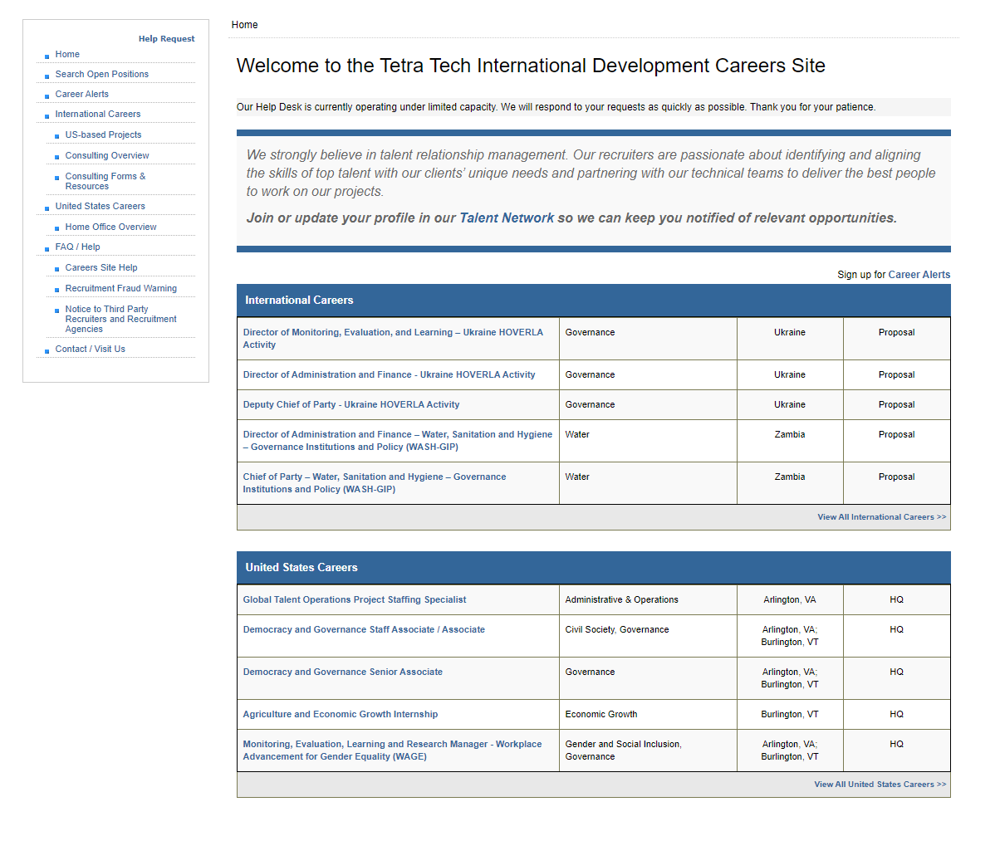 Help Request
Home
Search Open Positions
Career Alerts
International Careers
US-based Projects
Consulting Overview
Consulting Forms &
Resources
United States Careers
Home Office Overview
FAQ / Help
Careers Site Help
Recruitment Fraud Warning
Notice to Third Party
Recruiters and Recruitment
Agencies
Contact / Visit Us
Home
Welcome to the Tetra Tech International Development Careers Site
Our Help Desk is currently operating under limited capacity. We will respond to your requests as quickly as possible. Thank you for your patience.
We strongly believe in talent relationship management. Our recruiters are passionate about identifying and aligning
the skills of top talent with our clients’ unique needs and partnering with our technical teams to deliver the best people
to work on our projects.
Join or update your profile in our Talent Network so we can keep you notified of relevant opportunities.
Sign up for Career Alerts
International Careers
Director of Monitoring, Evaluation, and Learning – Ukraine HOVERLA Governance Ukraine Proposal
Activity
Director of Administration and Finance - Ukraine HOVERLA Activity Governance Ukraine Proposal
Deputy Chief of Party - Ukraine HOVERLA Activity Governance Ukraine Proposal
Director of Administration and Finance – Water, Sanitation and Hygiene Water Zambia Proposal
– Governance Institutions and Policy (WASH-GIP)
Chief of Party – Water, Sanitation and Hygiene – Governance Water Zambia Proposal
Institutions and Policy (WASH-GIP)
View All International Careers >>
United States Careers
Global Talent Operations Project Staffing Specialist Administrative & Operations Arlington, VA HQ
Democracy and Governance Staff Associate / Associate Civil Society, Governance Arlington, VA; HQ
Burlington, VT
Democracy and Governance Senior Associate Governance Arlington, VA; HQ
Burlington, VT
Agriculture and Economic Growth Internship Economic Growth Burlington, VT HQ
Monitoring, Evaluation, Learning and Research Manager - Workplace Gender and Social Inclusion, Arlington, VA; HQ
Advancement for Gender Equality (WAGE) Governance Burlington, VT
View All United States Careers >>